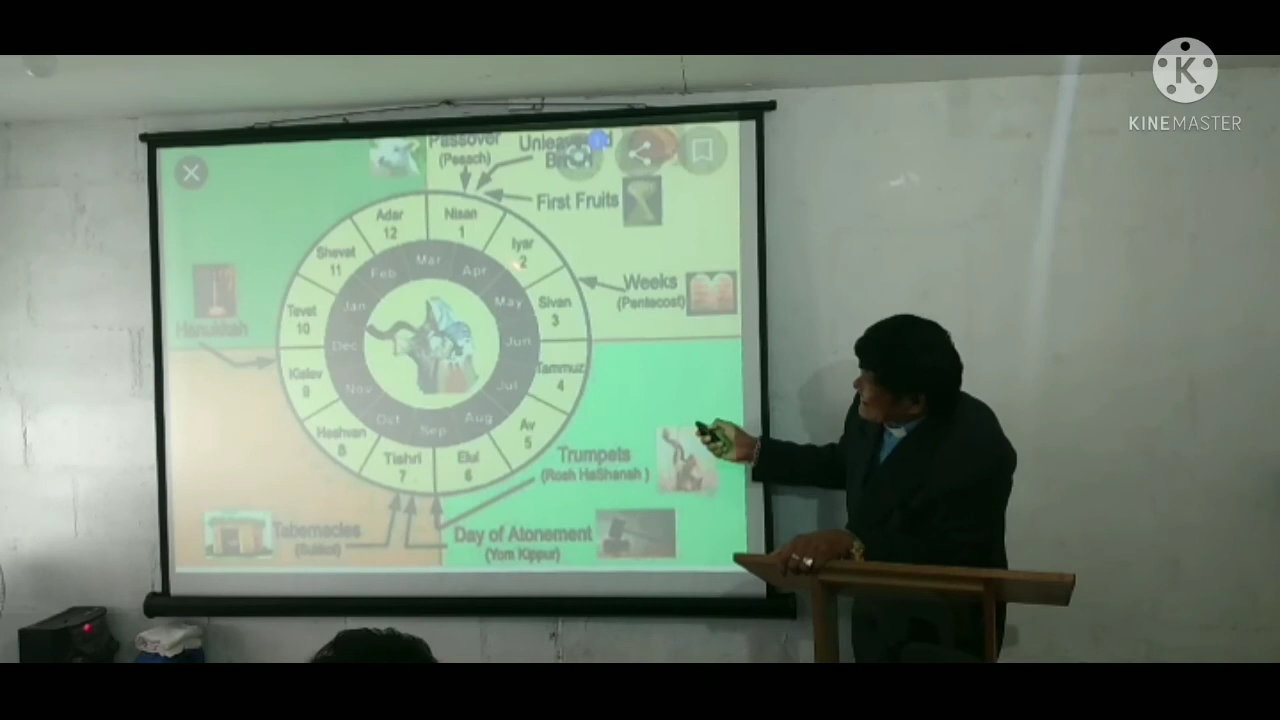 K
KINEMASTER
Passover
(Pesach)
First Fruits
Weeks
(Pentecost)
Nisan
1
Iyar
2
Sivan
3
Tammuz
4
Av
5
Elul
6
Tishri
7
Heshvan
8
Kislev
9
Tevet
10
Shevat
11
Adar
12
Mar
Apr
May
Jun
Jul
Aug
Sep
Oct
Nov
Dec
Jan
Feb
Hanukkah
Trumpets
(Rosh HaShanah )
Day of Atonement
(Yom Kippur)
Tabernacles